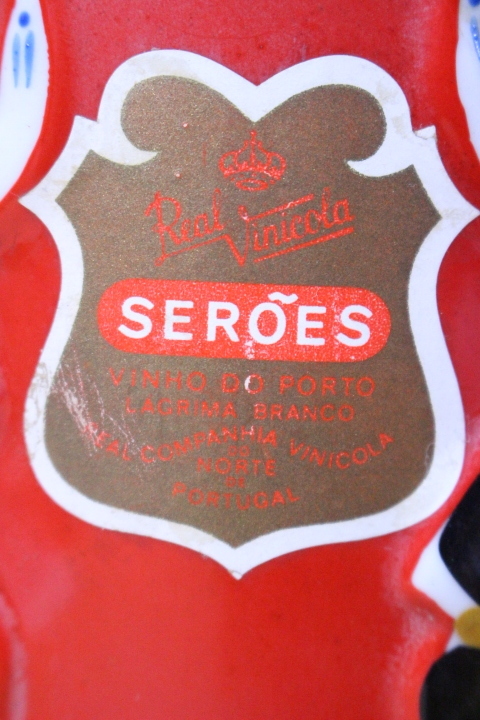 Real
Vinicola
SERÕES
VINHO DO PORTO
LAGRIMA BRANCO
REAL COMPANHIA VINICOLA
DO
NORTE
DE
PORTUGAL